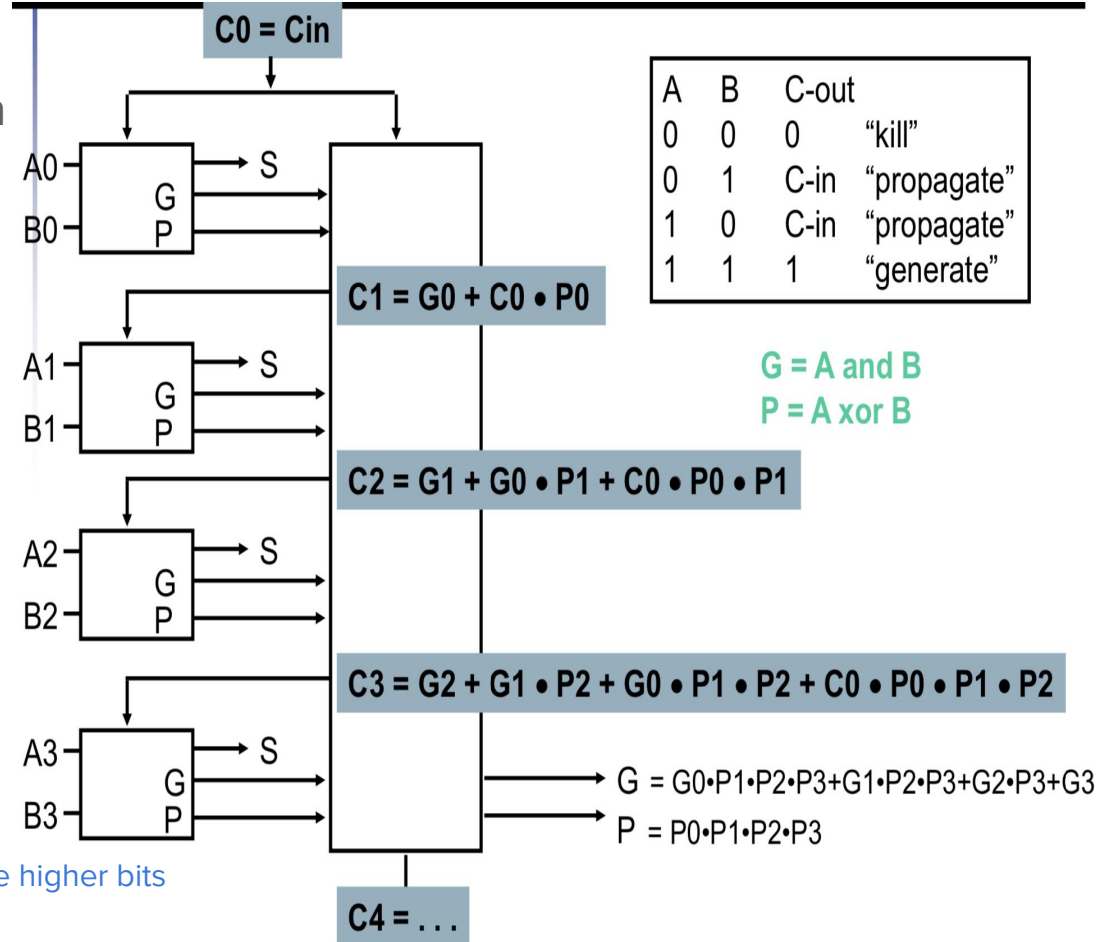 C0 = Cin
A B C-out
0 0 0 "kill"
0 1 C-in "propagate"
1 0 C-in "propagate"
1 1 1 "generate"
A0
S
G
B0
P
C1 = G0 + C0 • P0
G = A and B
P = A xor B
A1
S
G
B1
P
C2 = G1 + G0 • P1 + C0 • P0 • P1
A2
S
G
B2
P
C3 = G2 + G1 • P2 + G0 • P1 • P2 + C0 • P0 • P1 • P2
A3
S
G
B3
P
G = G0•P1•P2•P3+G1•P2•P3+G2•P3+G3
P = P0•P1•P2•P3
higher bits
C4 = . . .